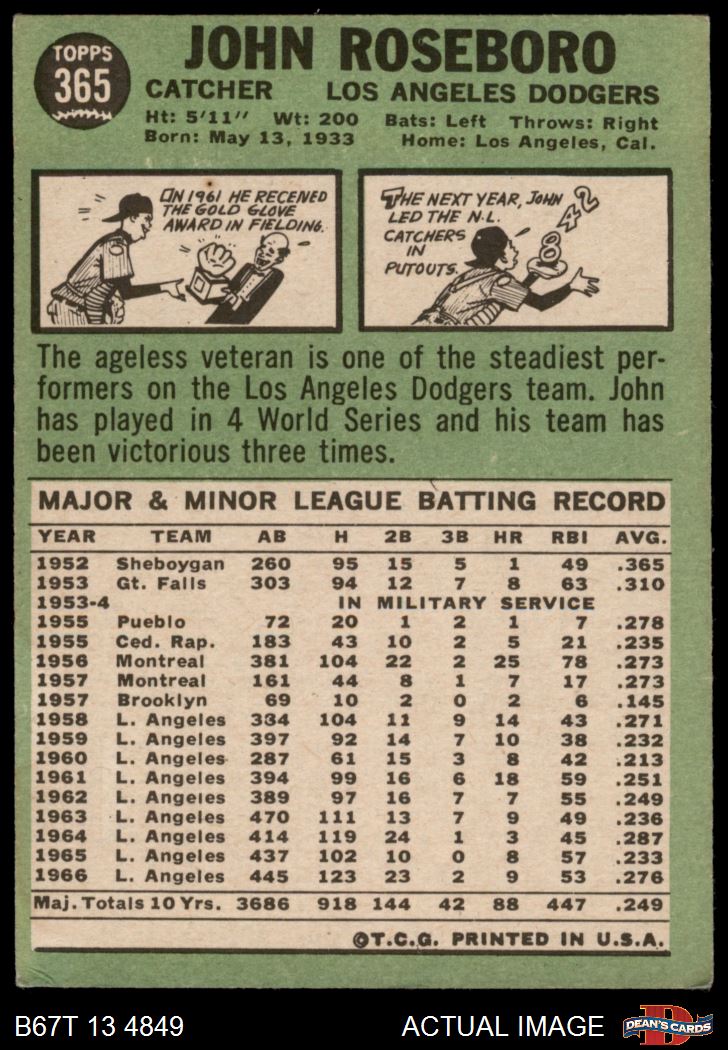 TOPPS
365
JOHN ROSEBORO
CATCHER LOS ANGELES DODGERS
Ht: 5'11" Wt: 200 Bats: Left Throws: Right
Born: May 13, 1933 Home: Los Angeles, Cal.
IN 1961 HE RECEIVED
THE GOLD GLOVE
AWARD IN FIELDING.
THE NEXT YEAR, JOHN
LED THE N.L.
CATCHERS
IN
PUTOUTS.
842
The ageless veteran is one of the steadiest per-
formers on the Los Angeles Dodgers team. John
has played in 4 World Series and his team has
been victorious three times.
MAJOR & MINOR LEAGUE BATTING RECORD
YEAR TEAM AB H 2B 3B HR RBI AVG.
1952 Sheboygan 260 95 15 5 1 49 .365
1953 Gt. Falls 303 94 12 7 8 63 .310
1953-4 IN MILITARY SERVICE
1955 Pueblo 72 20 1 2 1 7 .278
1955 Ced. Rap. 183 43 10 2 5 21 .235
1956 Montreal 381 104 22 2 25 78 .273
1957 Montreal 161 44 8 1 7 17 .273
1957 Brooklyn 69 10 2 0 2 6 .145
1958 L. Angeles 334 104 11 9 14 43 .271
1959 L. Angeles 397 92 14 7 10 38 .232
1960 L. Angeles 287 61 15 3 8 42 .213
1961 L. Angeles 394 99 16 6 18 59 .251
1962 L. Angeles 389 97 16 7 7 55 .249
1963 L. Angeles 470 111 13 7 9 49 .236
1964 L. Angeles 414 119 24 1 3 45 .287
1965 L. Angeles 437 102 10 0 8 57 .233
1966 L. Angeles 445 123 23 2 9 53 .276
Maj. Totals 10 Yrs. 3686 918 144 42 88 447 .249
©T.C.G. PRINTED IN U.S.A.
B67T 13 4849 ACTUAL IMAGE
D
DEAN'S CARDS